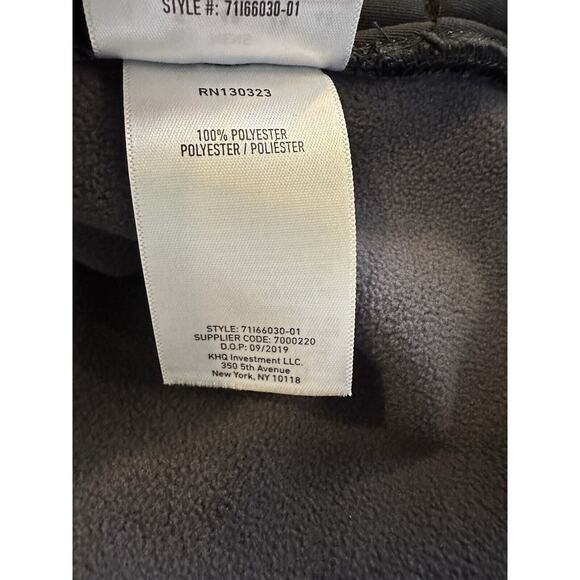 STYLE #: 71I66030-01
RN130323
100% POLYESTER
POLYESTER / POLIÉSTER
STYLE: 71I66030-01
SUPPLIER CODE: 7000220
D.O.P: 09/2019
KHQ Investment LLC.
350 5th Avenue
New York, NY 10118